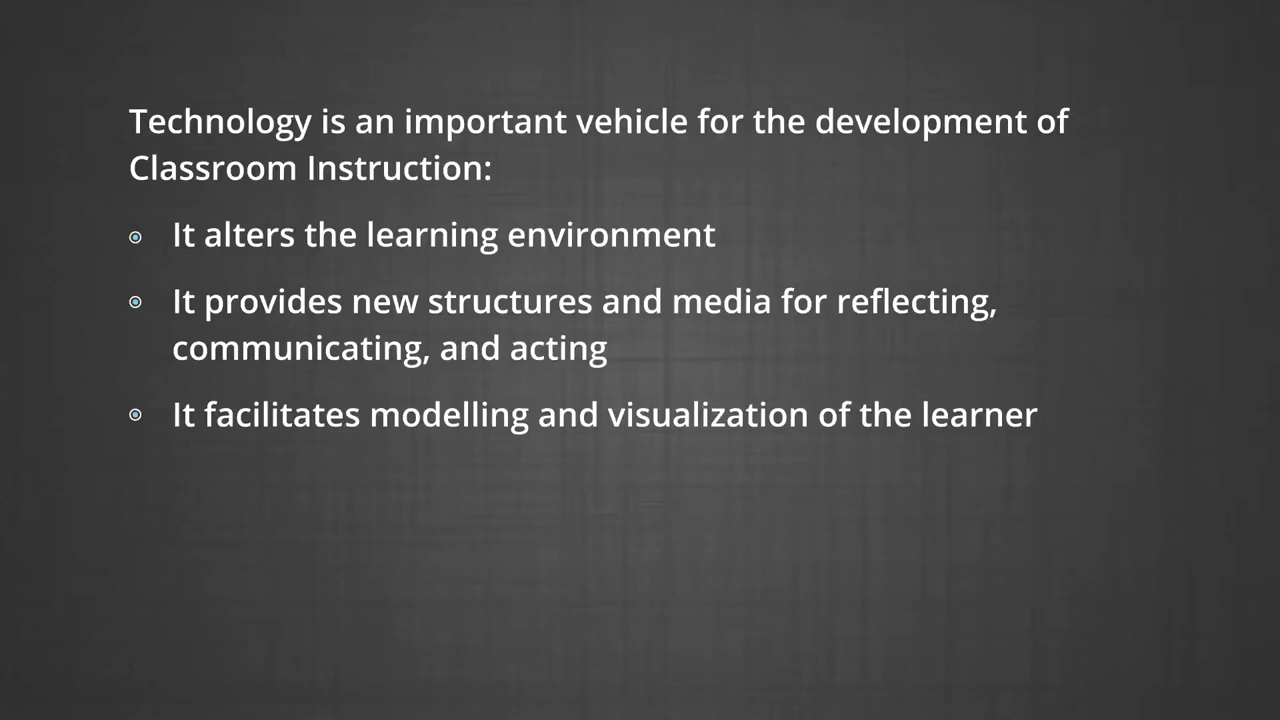 Technology is an important vehicle for the development of
Classroom Instruction:
It alters the learning environment
It provides new structures and media for reflecting,
communicating, and acting
It facilitates modelling and visualization of the learner